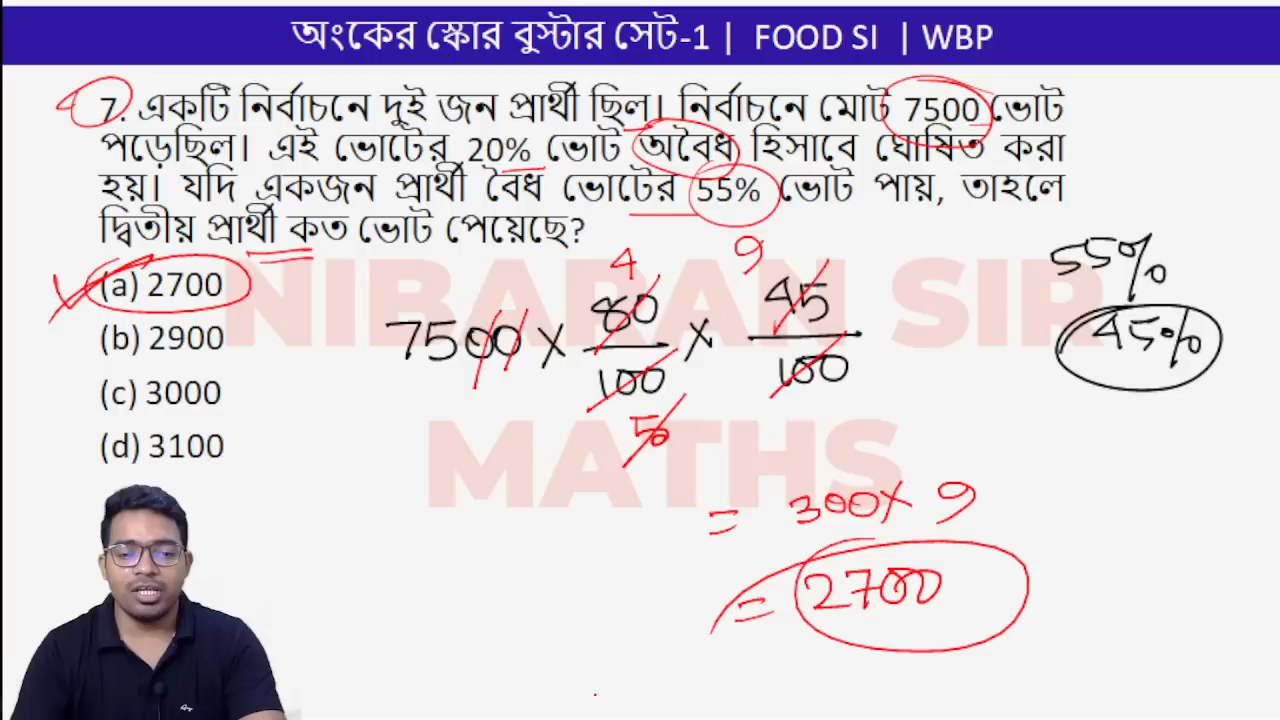 অংকের স্কোর বুস্টার সেট-1 | FOOD SI | WBP
7. একটি নির্বাচনে দুই জন প্রার্থী ছিল। নির্বাচনে মোট 7500 ভোট
পড়েছিল। এই ভোটের 20% ভোট অবৈধ হিসাবে ঘোষিত করা
হয়। যদি একজন প্রার্থী বৈধ ভোটের 55% ভোট পায়, তাহলে
দ্বিতীয় প্রার্থী কত ভোট পেয়েছে?
(a) 2700
(b) 2900
(c) 3000
(d) 3100
NIBARAN SIR
MATHS
4 9
7500 × 80/100 × 45/100
5
55%
45%
= 300 × 9
= 2700